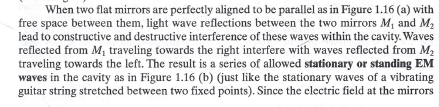 When two flat mirrors are perfectly aligned to be parallel as in Figure 1.16 (a) with
free space between them, light wave reflections between the two mirrors M₁ and M₂
lead to constructive and destructive interference of these waves within the cavity. Waves
reflected from M₁ traveling towards the right interfere with waves reflected from M₂
traveling towards the left. The result is a series of allowed stationary or standing EM
waves in the cavity as in Figure 1.16 (b) (just like the stationary waves of a vibrating
guitar string stretched between two fixed points). Since the electric field at the mirrors